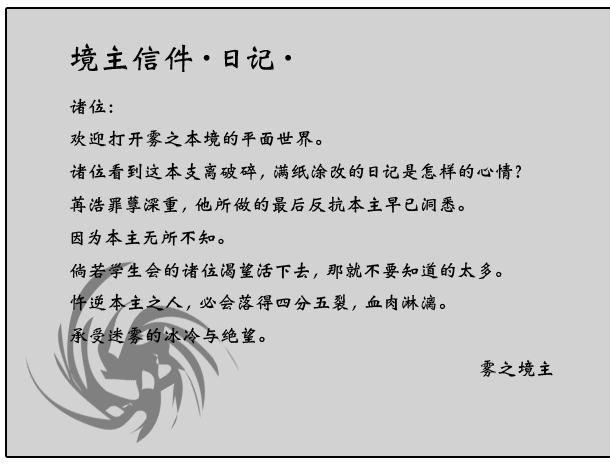 境主信件·日记·
诸位：
欢迎打开雾之本境的平面世界。
诸位看到这本支离破碎，满纸涂改的日记是怎样的心情？
苒浩罪孽深重，他所做的最后反抗本主早已洞悉。
因为本主无所不知。
倘若学生会的诸位渴望活下去，那就不要知道的太多。
忤逆本主之人，必会落得四分五裂，血肉淋漓。
承受迷雾的冰冷与绝望。
雾之境主